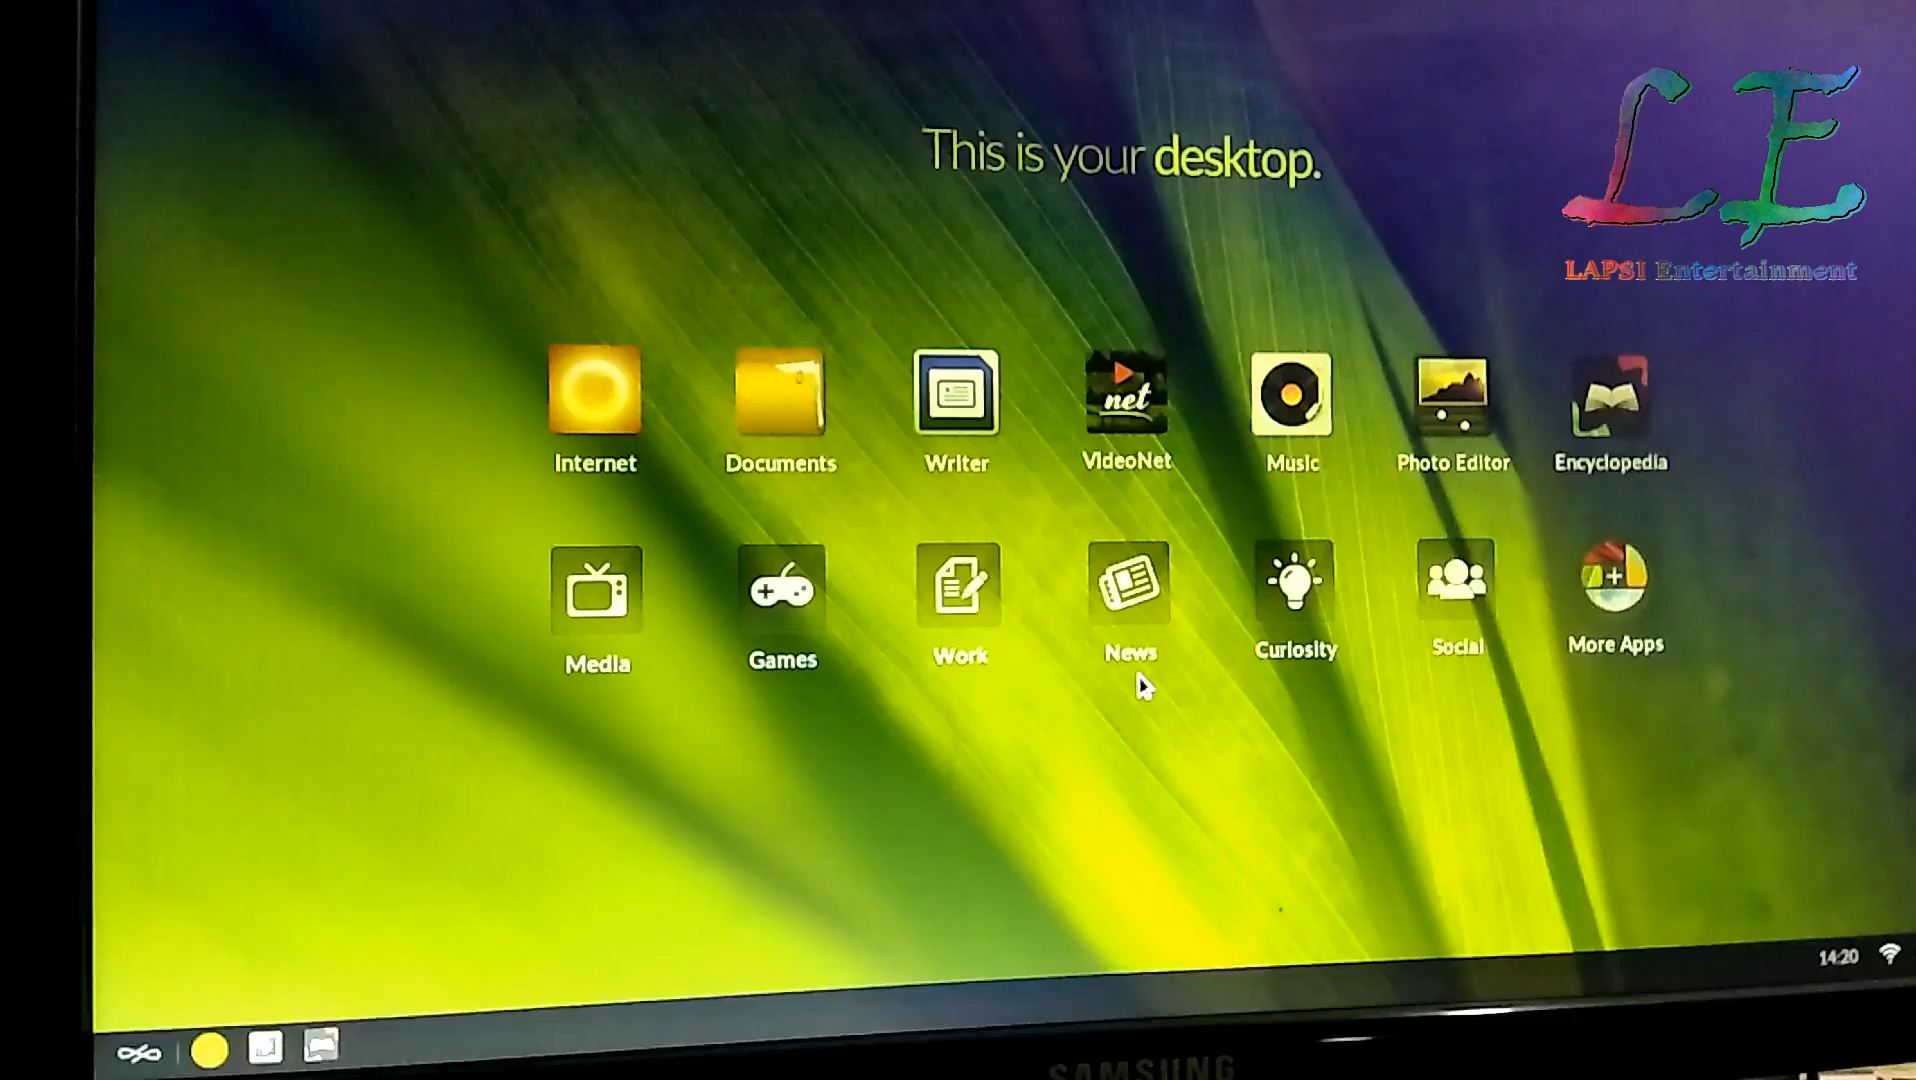 This is your desktop.
LE
LAPSI Entertainment
net
Internet
Documents
Writer
VideoNet
Music
Photo Editor
Encyclopedia
Media
Games
Work
News
Curiosity
Social
More Apps
14:20
SAMSUNG